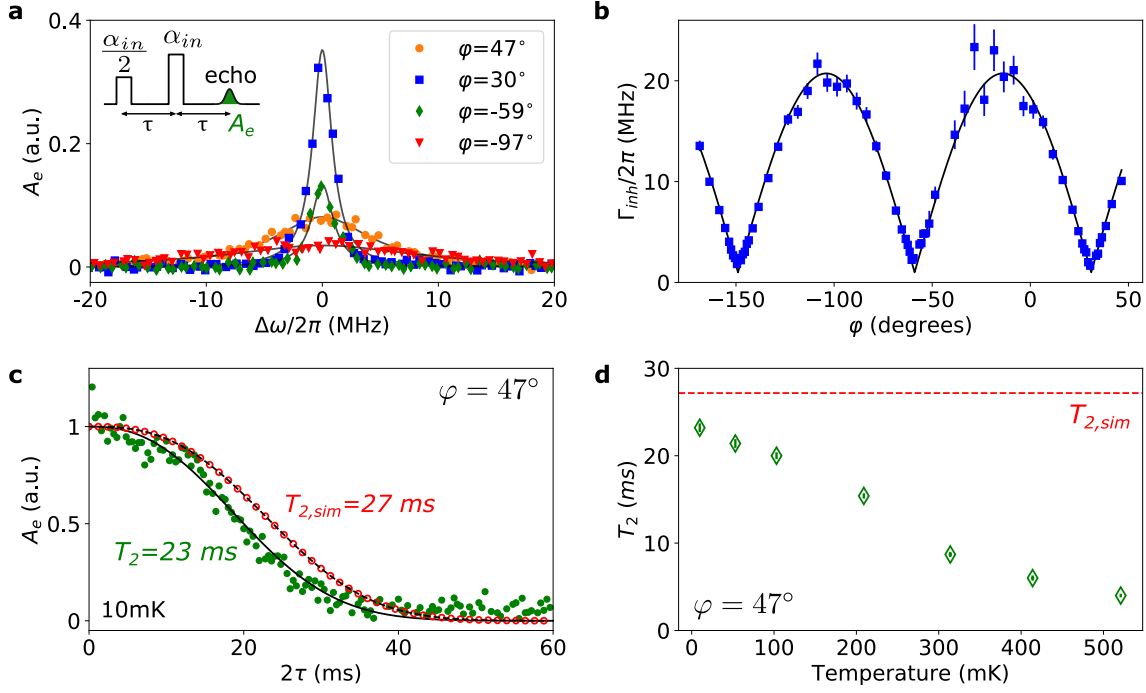 a
0.4
0.2
0
A_e (a.u.)
α_in/2
α_in
echo
τ
τ
A_e
φ=47°
φ=30°
φ=-59°
φ=-97°
-20
-10
0
10
20
Δω/2π (MHz)
b
20
10
0
Γ_inh/2π (MHz)
−150
−100
−50
0
50
φ (degrees)
c
φ = 47°
1
0.5
0
A_e (a.u.)
T_2,sim=27 ms
T_2=23 ms
10mK
0
20
40
60
2τ (ms)
d
30
20
10
0
T_2 (ms)
T_2,sim
φ = 47°
0
100
200
300
400
500
Temperature (mK)